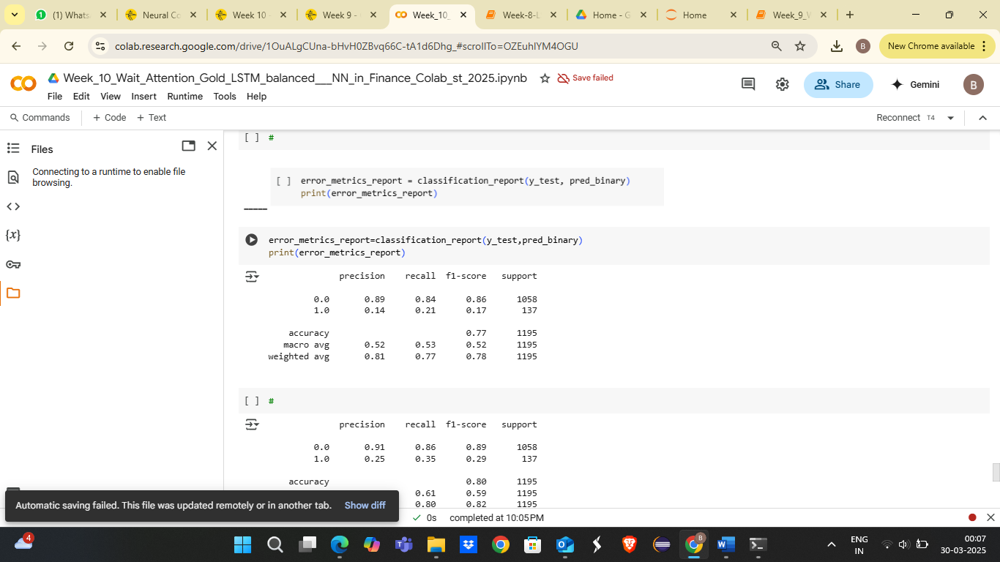 (1) Whats
Neural Co
Week 10 -
Week 9 -
Week_10_
Week-8-L
Home - G
Home
Week_9_V
colab.research.google.com/drive/1OuALgCUna-bHvH0ZBvq66C-tA1d6Dhg_#scrollTo=OZEuhlYM4OGU
B
New Chrome available
Week_10_Wait_Attention_Gold_LSTM_balanced___NN_in_Finance_Colab_st_2025.ipynb
Save failed
File Edit View Insert Runtime Tools Help
Share
Gemini
B
Commands + Code + Text
Reconnect T4
Files
Connecting to a runtime to enable file
browsing.
[ ] #
[ ] error_metrics_report = classification_report(y_test, pred_binary)
print(error_metrics_report)
-----
error_metrics_report=classification_report(y_test,pred_binary)
print(error_metrics_report)
precision recall f1-score support
0.0 0.89 0.84 0.86 1058
1.0 0.14 0.21 0.17 137
accuracy 0.77 1195
macro avg 0.52 0.53 0.52 1195
weighted avg 0.81 0.77 0.78 1195
[ ] #
precision recall f1-score support
0.0 0.91 0.86 0.89 1058
1.0 0.25 0.35 0.29 137
accuracy 0.80 1195
0.61 0.59 1195
0.80 0.82 1195
Automatic saving failed. This file was updated remotely or in another tab. Show diff
0s completed at 10:05 PM
4
B
ENG
IN
00:07
30-03-2025